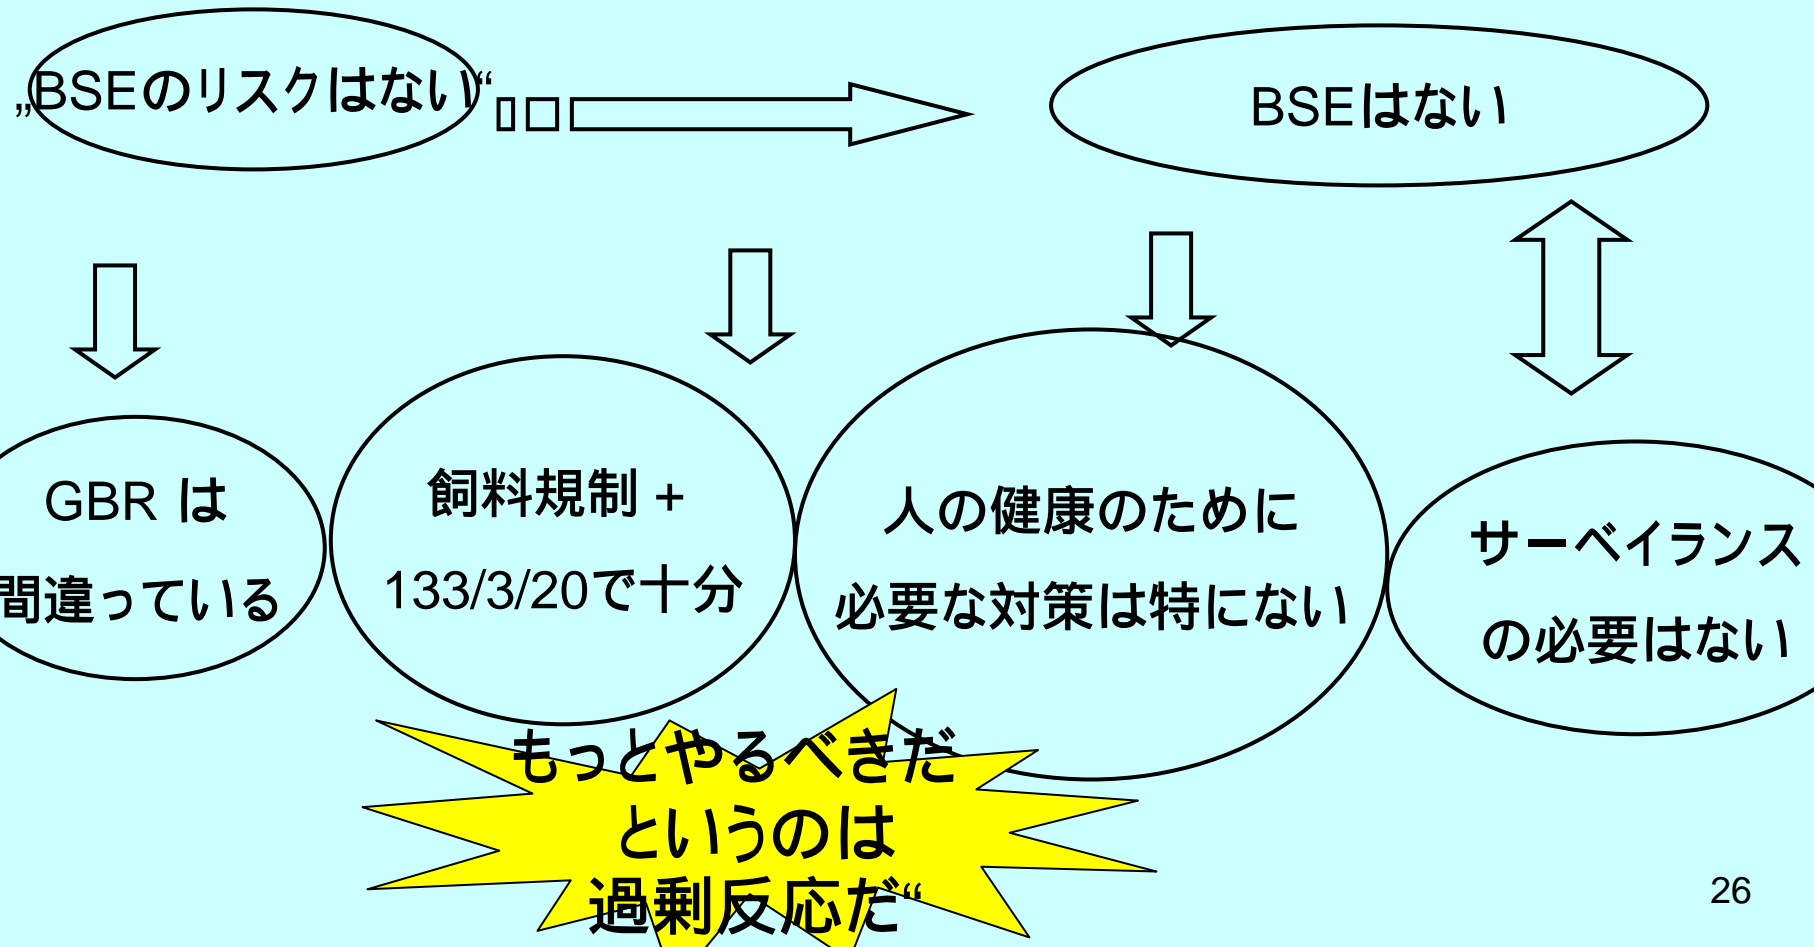 „BSEのリスクはない“
BSEはない
GBR は
間違っている
飼料規制 +
133/3/20で十分
人の健康のために
必要な対策は特にない
サーベイランス
の必要はない
もっとやるべきだ
というのは
過剰反応だ“
26